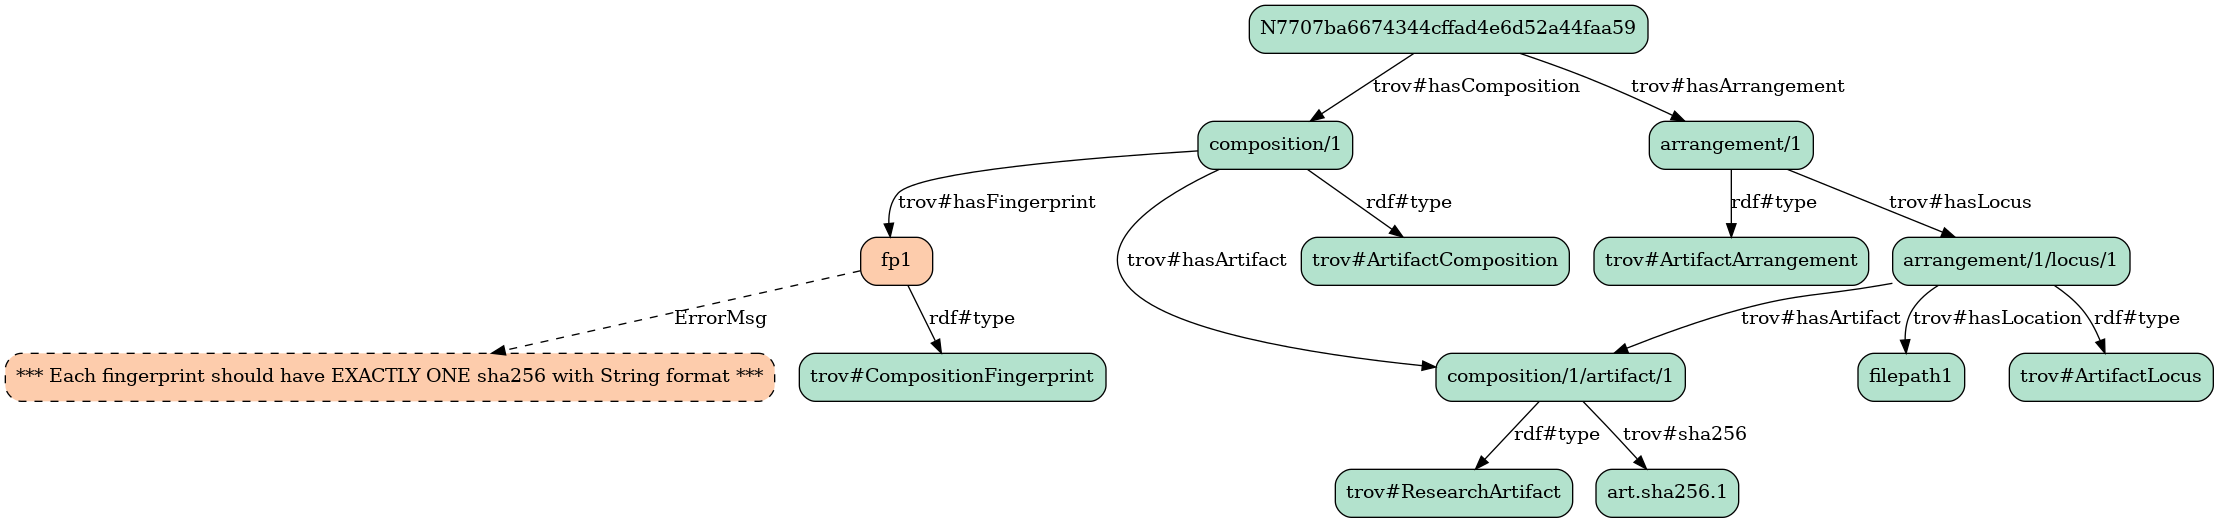 N7707ba6674344cffad4e6d52a44faa59
trov#hasComposition
trov#hasArrangement
composition/1
arrangement/1
trov#hasFingerprint
rdf#type
rdf#type
trov#hasLocus
fp1
trov#hasArtifact
trov#ArtifactComposition
trov#ArtifactArrangement
arrangement/1/locus/1
ErrorMsg
rdf#type
trov#hasArtifact
trov#hasLocation
rdf#type
*** Each fingerprint should have EXACTLY ONE sha256 with String format ***
trov#CompositionFingerprint
composition/1/artifact/1
filepath1
trov#ArtifactLocus
rdf#type
trov#sha256
trov#ResearchArtifact
art.sha256.1